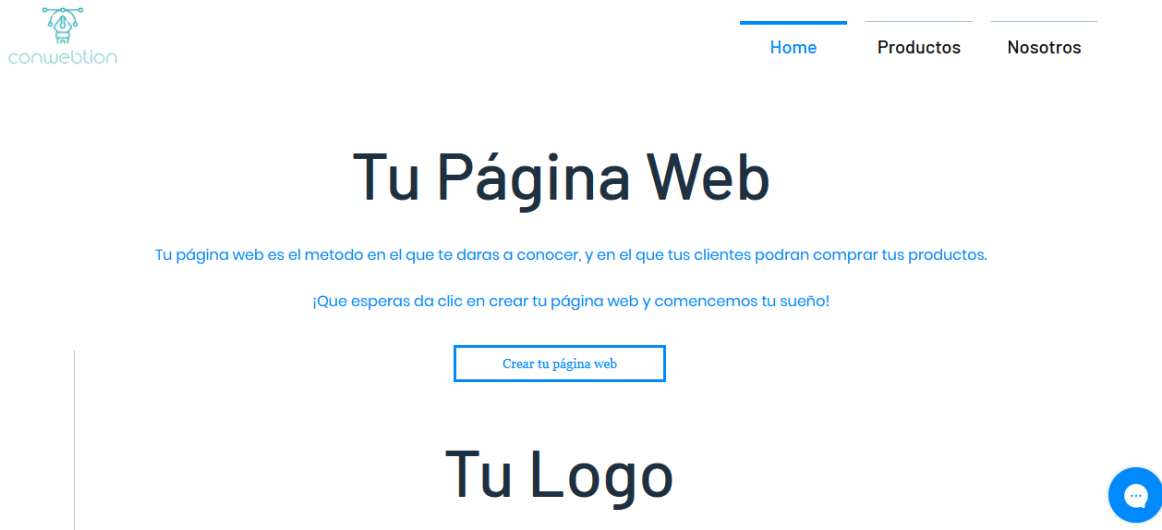 conwebtion
Home Productos Nosotros
Tu Página Web
Tu página web es el metodo en el que te daras a conocer, y en el que tus clientes podran comprar tus productos.
¡Que esperas da clic en crear tu página web y comencemos tu sueño!
Crear tu página web
Tu Logo